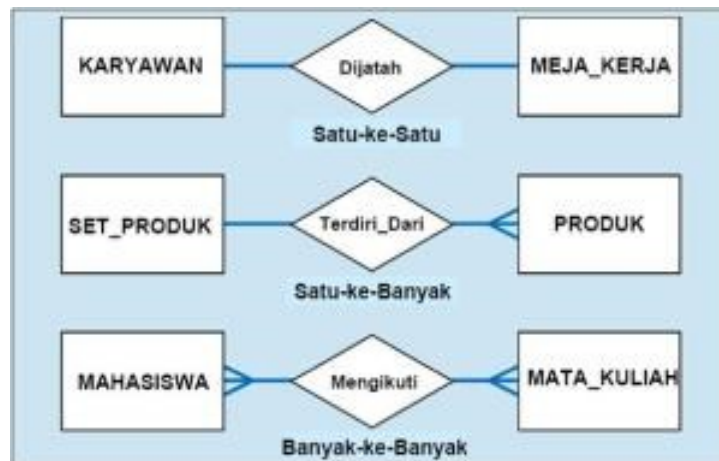 KARYAWAN Dijatah MEJA_KERJA
Satu-ke-Satu
SET_PRODUK Terdiri_Dari PRODUK
Satu-ke-Banyak
MAHASISWA Mengikuti MATA_KULIAH
Banyak-ke-Banyak